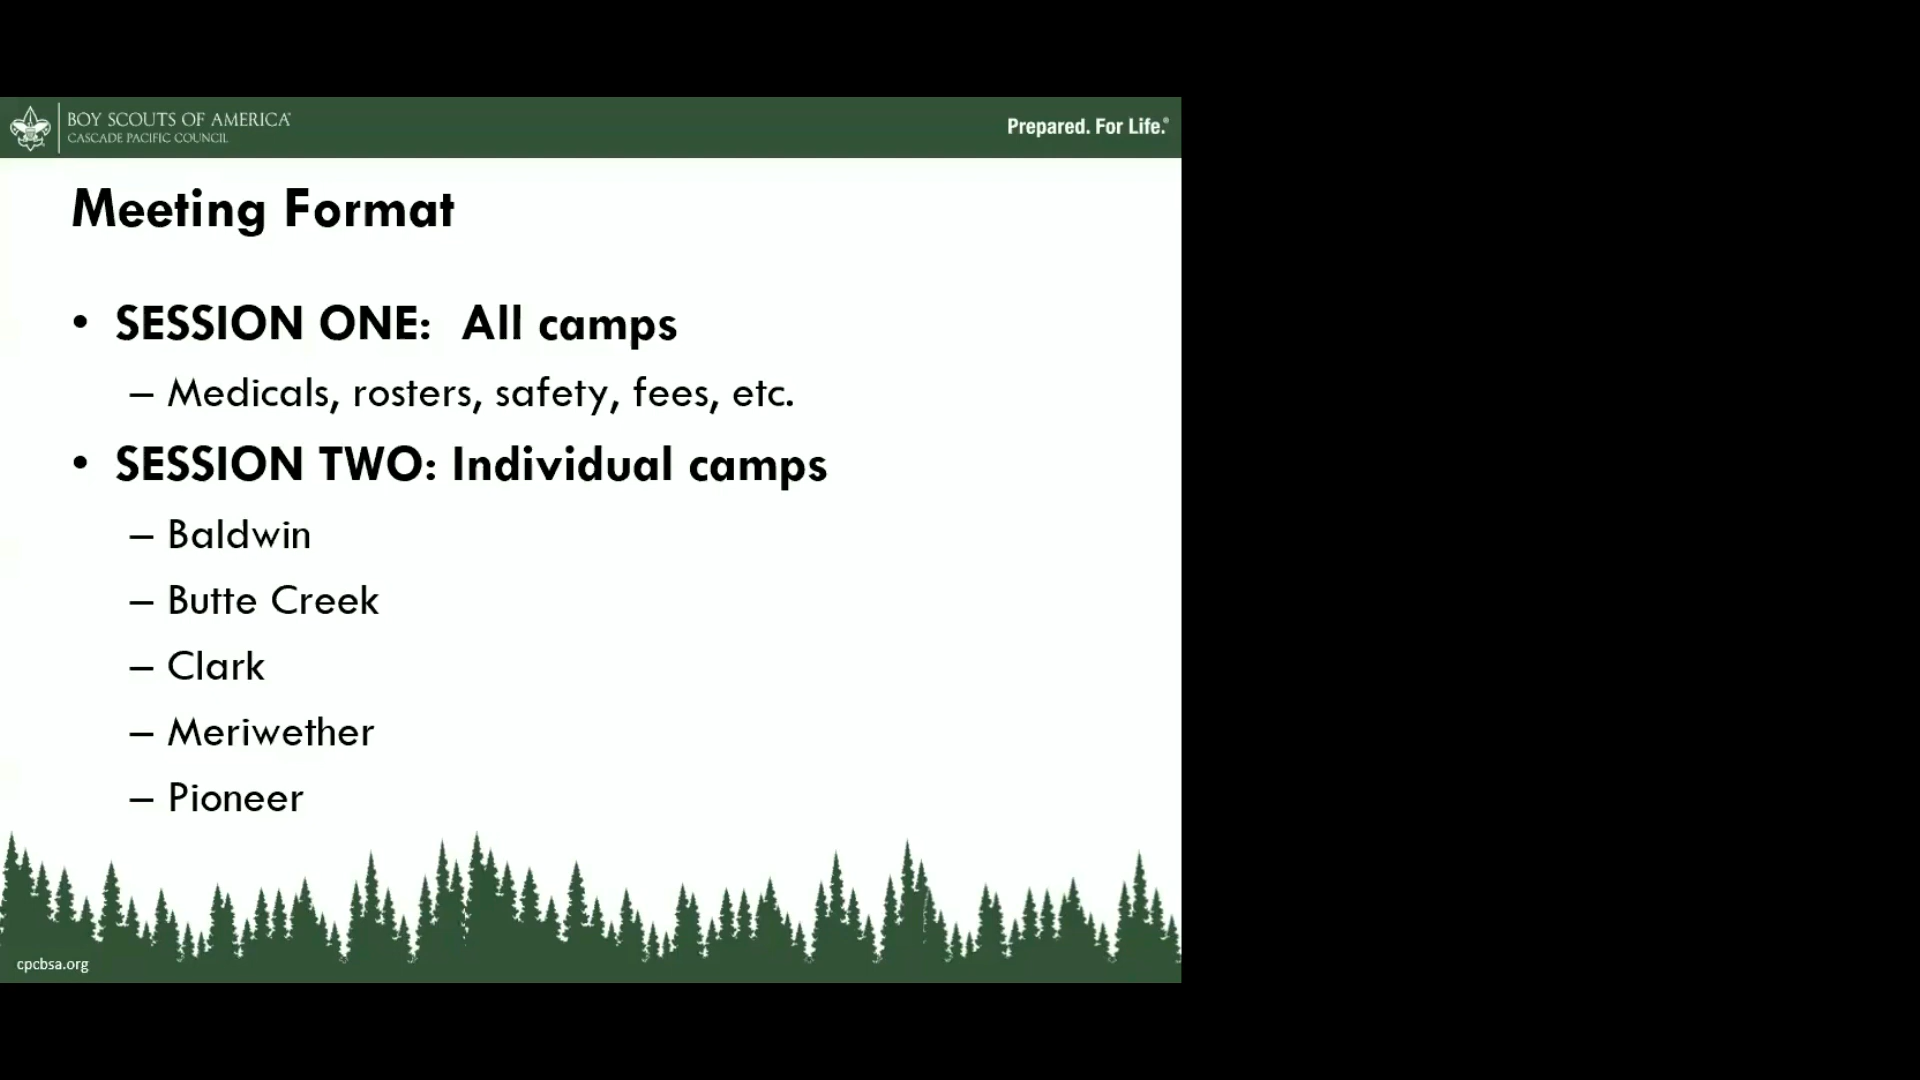 BOY SCOUTS OF AMERICA®
CASCADE PACIFIC COUNCIL
Prepared. For Life.®
Meeting Format
• SESSION ONE: All camps
– Medicals, rosters, safety, fees, etc.
• SESSION TWO: Individual camps
– Baldwin
– Butte Creek
– Clark
– Meriwether
– Pioneer
cpcbsa.org